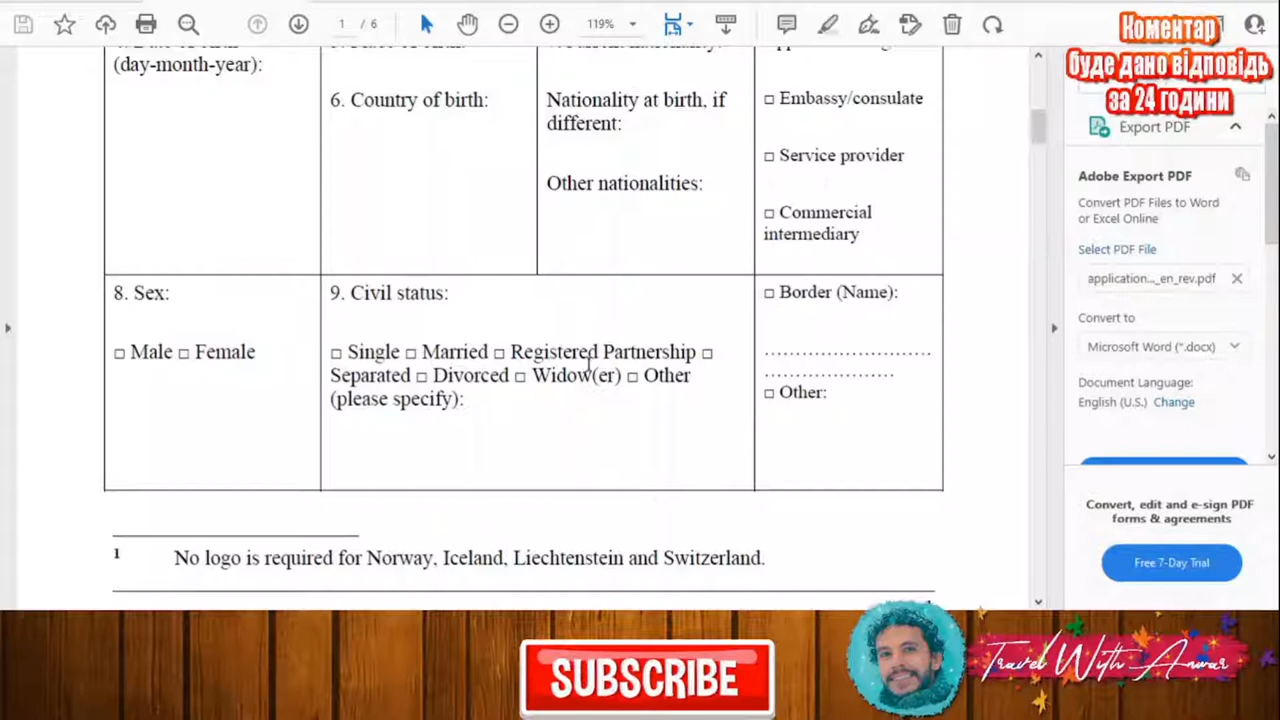 1 / 6
119%
Коментар
буде дано відповідь
за 24 години
(day-month-year):
6. Country of birth:
Nationality at birth, if
different:
Other nationalities:
□ Embassy/consulate
□ Service provider
□ Commercial
intermediary
8. Sex:
□ Male □ Female
9. Civil status:
□ Single □ Married □ Registered Partnership □
Separated □ Divorced □ Widow(er) □ Other
(please specify):
□ Border (Name):
□ Other:
1 No logo is required for Norway, Iceland, Liechtenstein and Switzerland.
Export PDF
Adobe Export PDF
Convert PDF Files to Word
or Excel Online
Select PDF File
application..._en_rev.pdf
Convert to
Microsoft Word (*.docx)
Document Language:
English (U.S.) Change
Convert, edit and e-sign PDF
forms & agreements
Free 7-Day Trial
SUBSCRIBE
Travel With Anwar